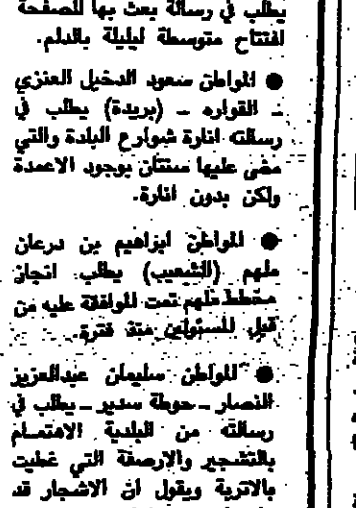 يطلب في رسالة بعث بها للصفحة
افتتاح متوسطة ليلية بالدلم.
● المواطن سعود الدخيل العنزي
ـ القواره ـ (بريدة) يطلب في
رسالته انارة شوارع البلدة والتي
مضى عليها سنتان بوجود الاعمدة
ولكن بدون انارة.
● المواطن ابراهيم بن درعان
ملهم (الشعيب) يطلب انجاز
مخطط ملهم تمت الموافقة عليه من
قبل المسئولين منذ فترة.
● المواطن سليمان عبدالعزيز
النصار ـ حوطة سدير ـ يطلب في
رسالته من البلدية الاهتمام
بالتشجير والارصفة التي غطيت
بالاتربة ويقول ان الاشجار قد